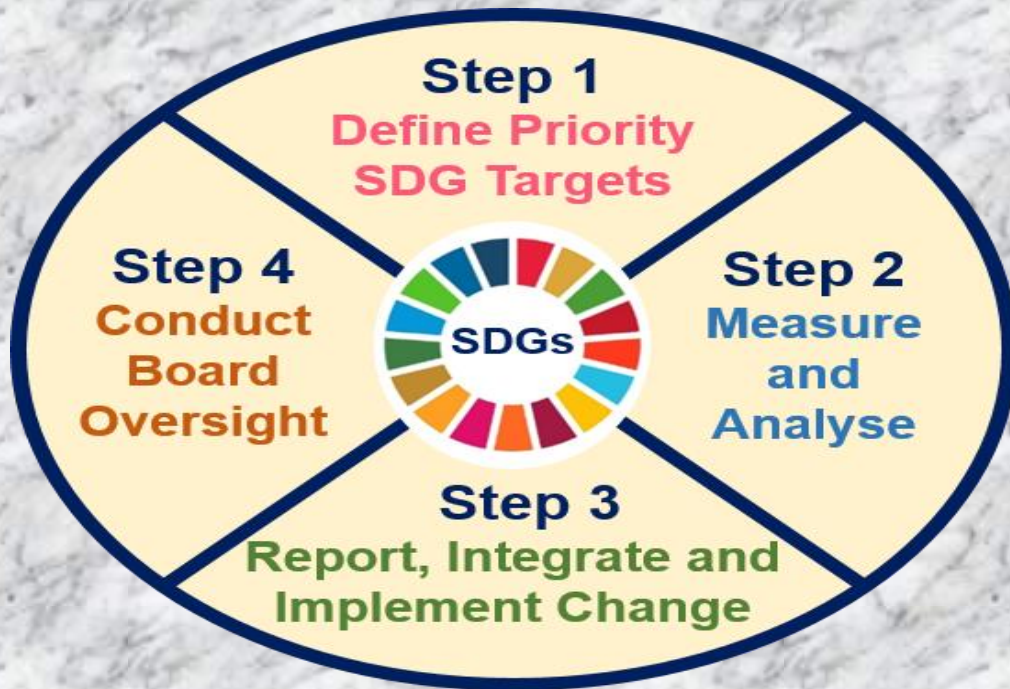 Step 1
Define Priority
SDG Targets
Step 4
Conduct
Board
Oversight
SDGs
Step 2
Measure
and
Analyse
Step 3
Report, Integrate and
Implement Change